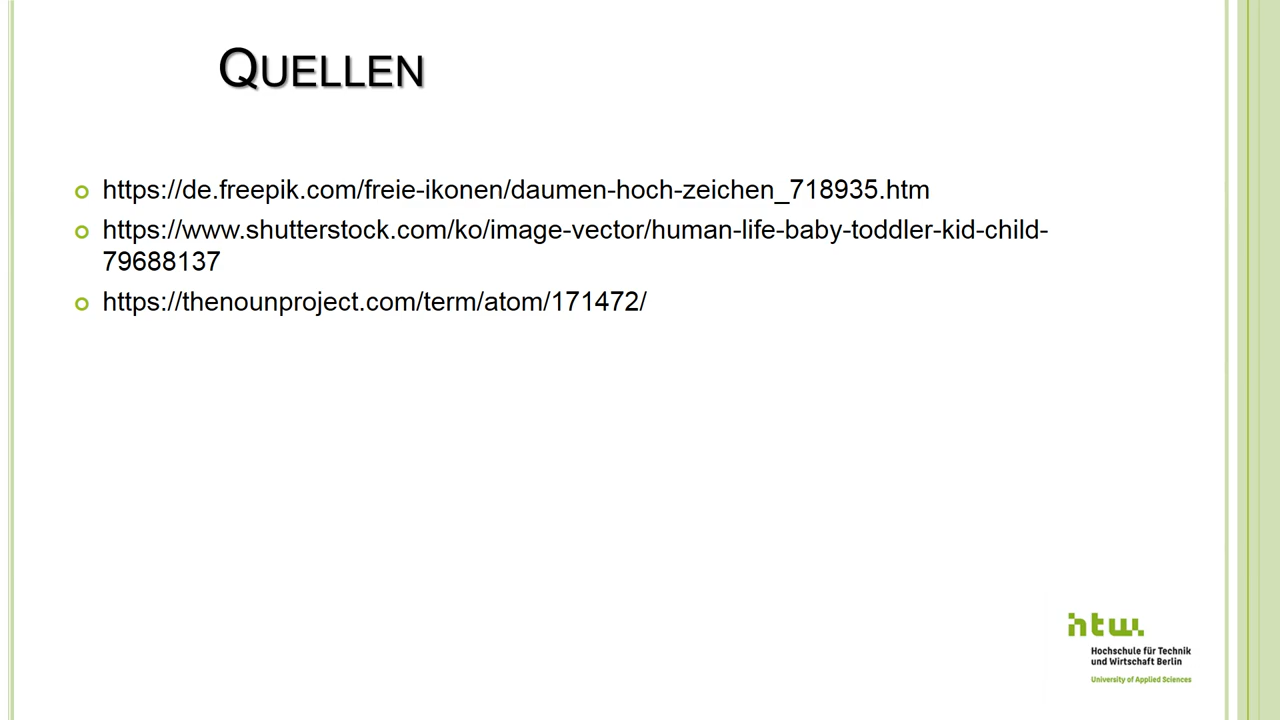 Quellen
https://de.freepik.com/freie-ikonen/daumen-hoch-zeichen_718935.htm
https://www.shutterstock.com/ko/image-vector/human-life-baby-toddler-kid-child-
79688137
https://thenounproject.com/term/atom/171472/
htw.
Hochschule für Technik
und Wirtschaft Berlin
University of Applied Sciences